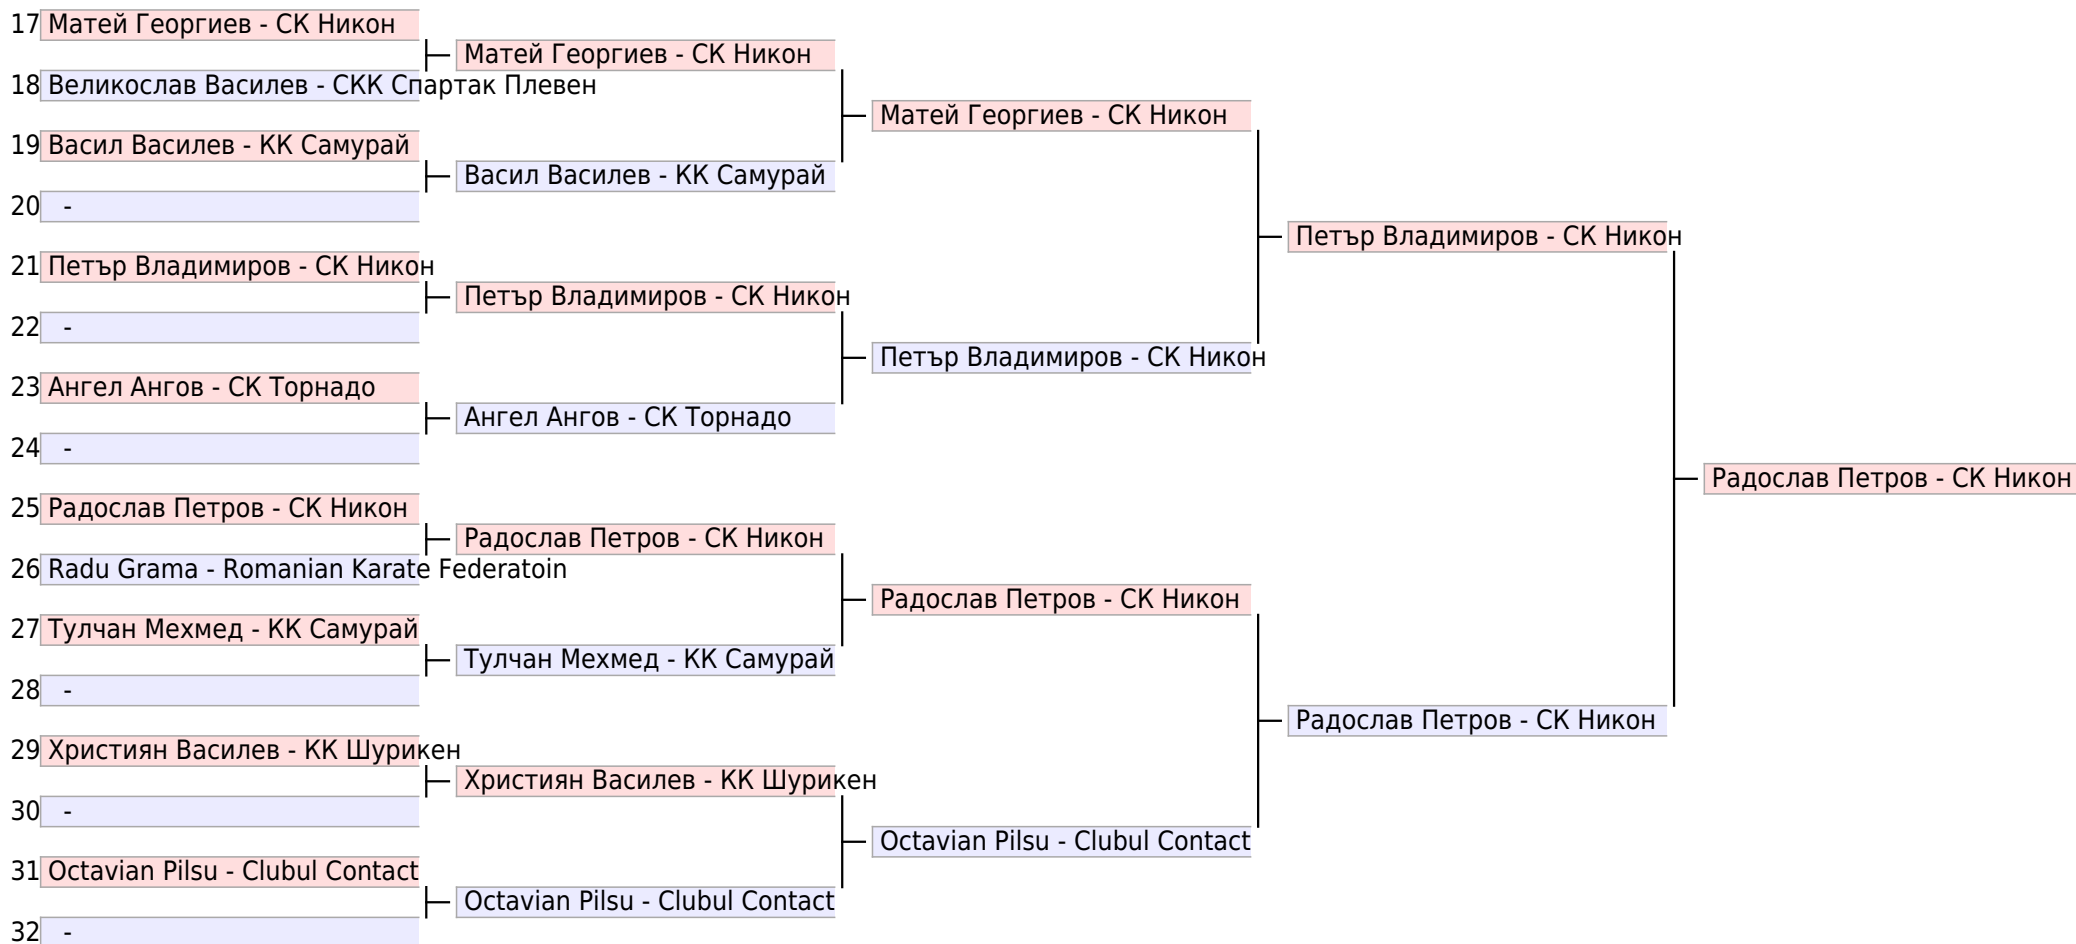 17 Матей Георгиев - СК Никон
Матей Георгиев - СК Никон
18 Великослав Василев - СКК Спартак Плевен
Матей Георгиев - СК Никон
19 Васил Василев - КК Самурай
Васил Василев - КК Самурай
20 -
Петър Владимиров - СК Никон
21 Петър Владимиров - СК Никон
Петър Владимиров - СК Никон
22 -
Петър Владимиров - СК Никон
23 Ангел Ангов - СК Торнадо
Ангел Ангов - СК Торнадо
24 -
Радослав Петров - СК Никон
25 Радослав Петров - СК Никон
Радослав Петров - СК Никон
26 Radu Grama - Romanian Karate Federatoin
Радослав Петров - СК Никон
27 Тулчан Мехмед - КК Самурай
Тулчан Мехмед - КК Самурай
28 -
Радослав Петров - СК Никон
29 Християн Василев - КК Шурикен
Християн Василев - КК Шурикен
30 -
Octavian Pilsu - Clubul Contact
31 Octavian Pilsu - Clubul Contact
Octavian Pilsu - Clubul Contact
32 -